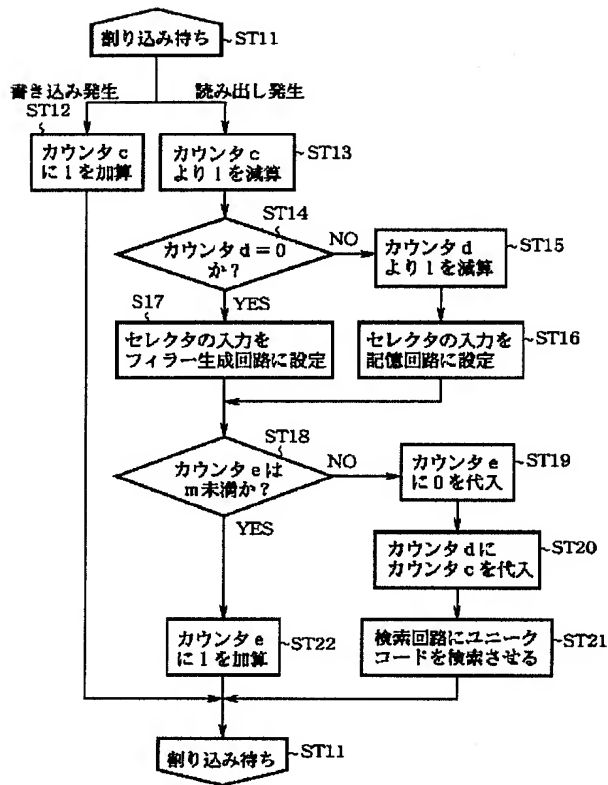 割り込み待ち
ST11
書き込み発生
読み出し発生
ST12
カウンタc
に1を加算
カウンタc
より1を減算
ST13
ST14
カウンタd=0
か?
NO
YES
カウンタd
より1を減算
ST15
S17
セレクタの入力を
フィラー生成回路に設定
セレクタの入力を
記憶回路に設定
ST16
ST18
カウンタeは
m未満か?
NO
YES
カウンタe
に0を代入
ST19
カウンタdに
カウンタcを代入
ST20
カウンタe
に1を加算
ST22
検索回路にユニーク
コードを検索させる
ST21
割り込み待ち
ST11